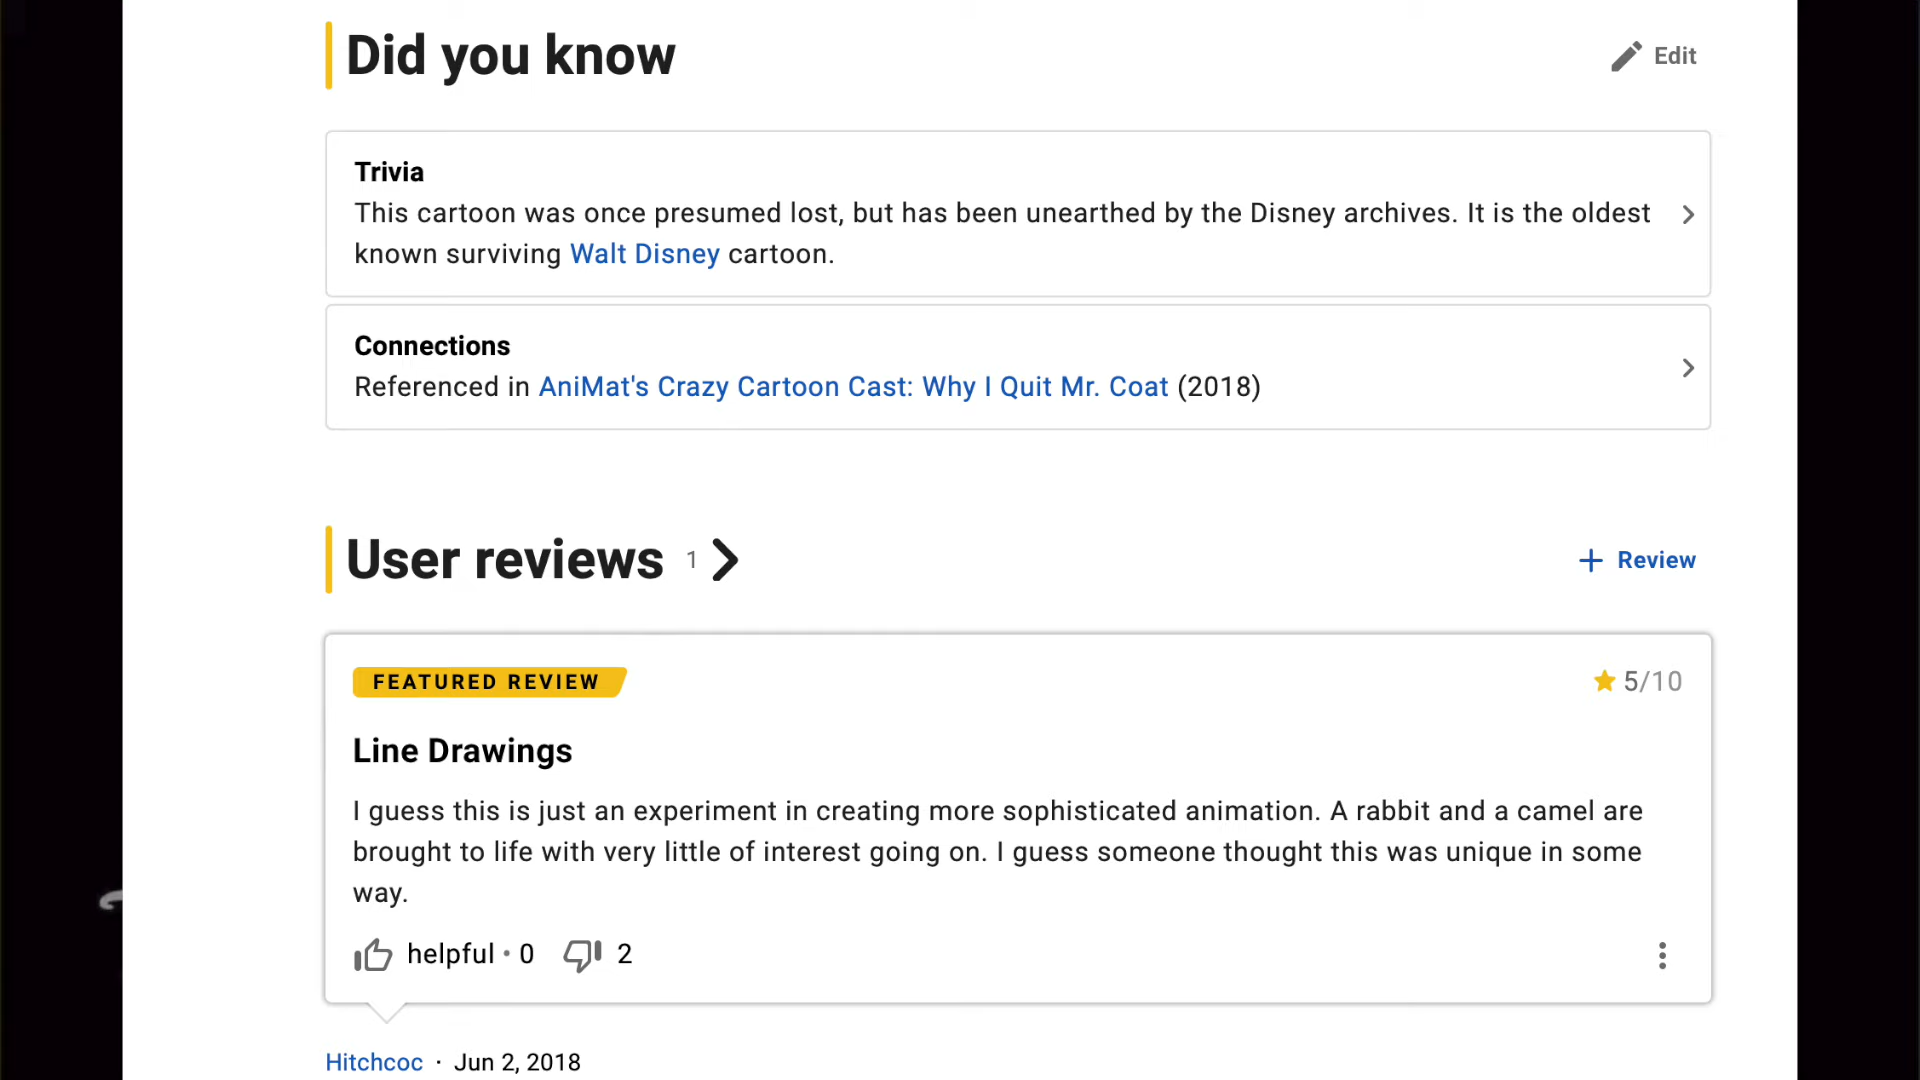 Did you know
Edit
Trivia
This cartoon was once presumed lost, but has been unearthed by the Disney archives. It is the oldest
known surviving Walt Disney cartoon.
Connections
Referenced in AniMat's Crazy Cartoon Cast: Why I Quit Mr. Coat (2018)
User reviews 1
Review
FEATURED REVIEW
5/10
Line Drawings
I guess this is just an experiment in creating more sophisticated animation. A rabbit and a camel are
brought to life with very little of interest going on. I guess someone thought this was unique in some
way.
helpful • 0 2
Hitchcoc · Jun 2, 2018